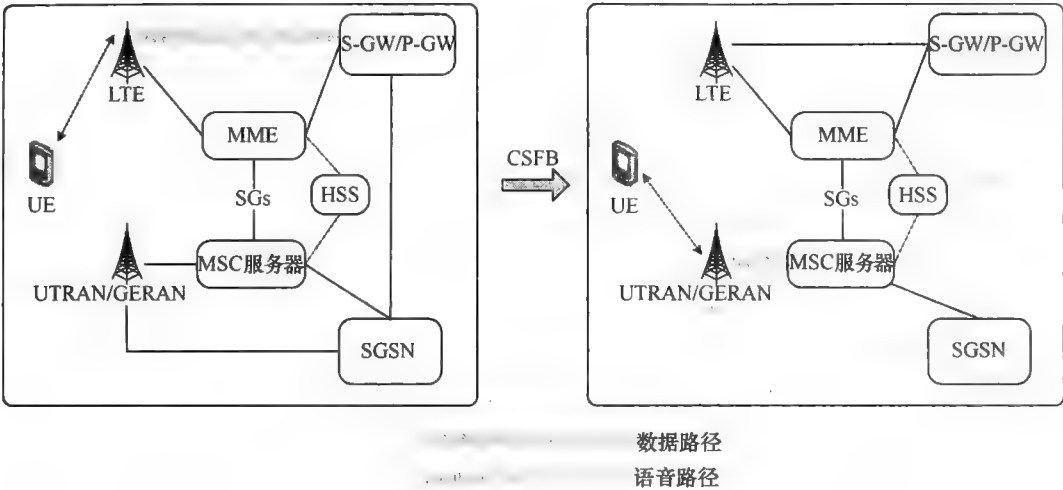 S-GW/P-GW
LTE
MME
UE
SGs
HSS
MSC服务器
UTRAN/GERAN
SGSN
CSFB
S-GW/P-GW
LTE
MME
UE
SGs
HSS
MSC服务器
UTRAN/GERAN
SGSN
数据路径
语音路径